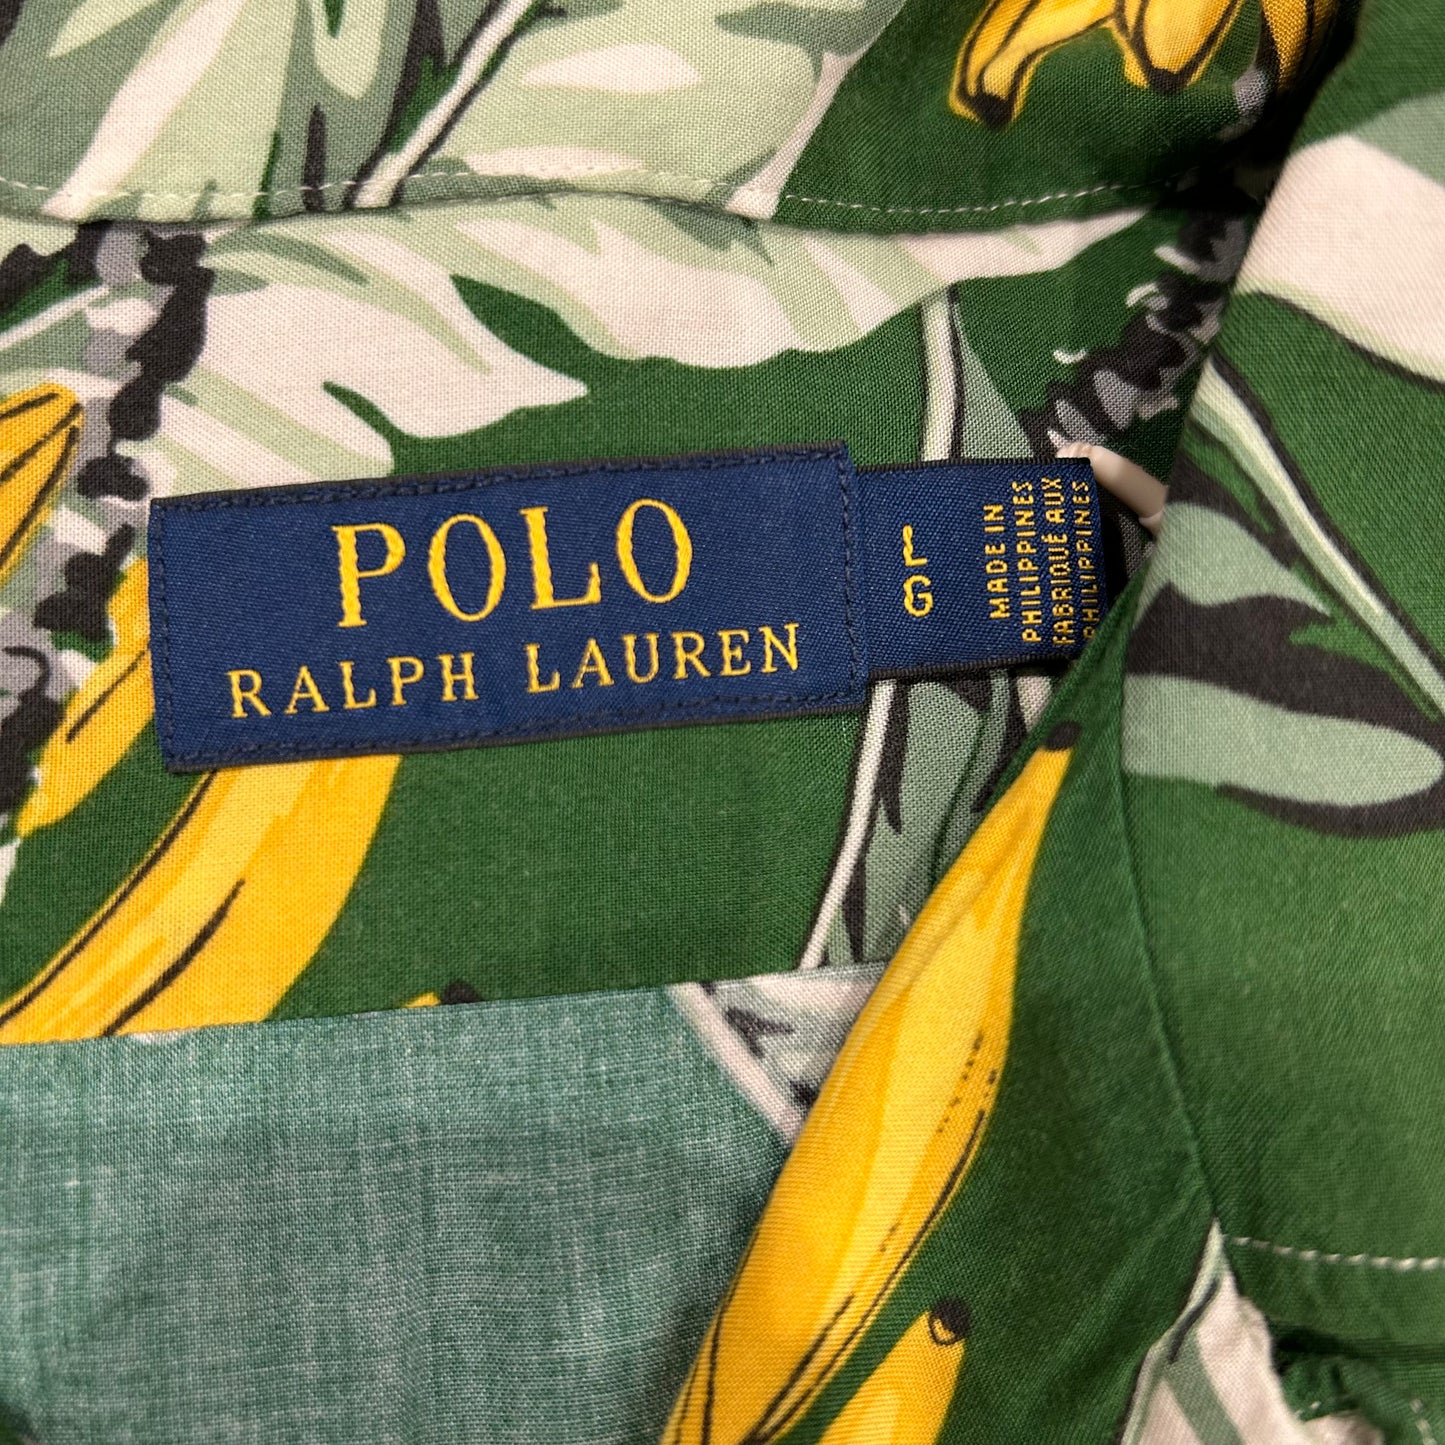 POLO
RALPH LAUREN
L
G
MADE IN
PHILIPPINES
FABRIQUÉ AUX
PHILIPPINES